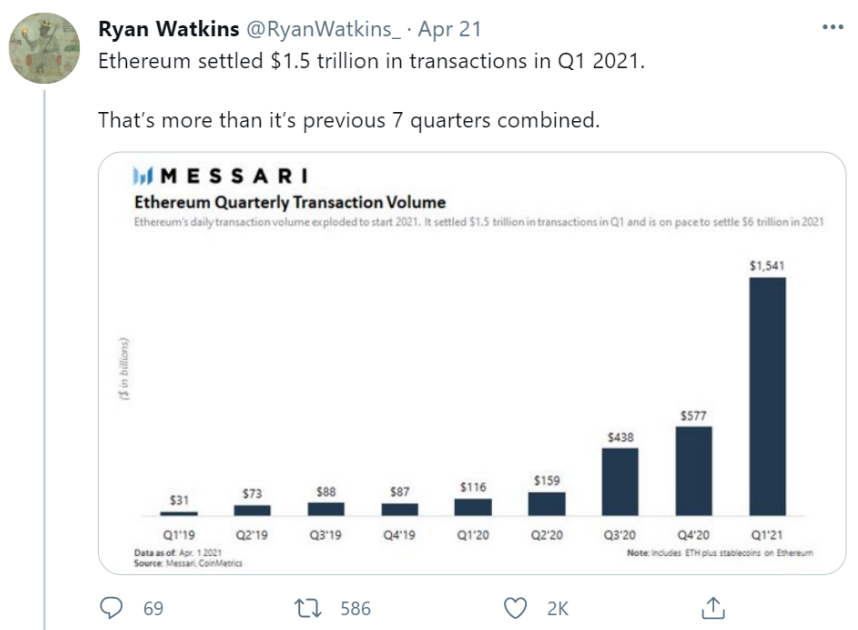 Ryan Watkins @RyanWatkins_ · Apr 21
Ethereum settled $1.5 trillion in transactions in Q1 2021.
That's more than it's previous 7 quarters combined.
MESSARI
Ethereum Quarterly Transaction Volume
Ethereum's daily transaction volume exploded to start 2021. It settled $1.5 trillion in transactions in Q1 and is on pace to settle $6 trillion in 2021
($ in billions)
$31 $73 $88 $87 $116 $159 $438 $577 $1,541
Q1'19 Q2'19 Q3'19 Q4'19 Q1'20 Q2'20 Q3'20 Q4'20 Q1'21
Data as of: Apr. 1 2021
Source: Messari, CoinMetrics
Note: Includes ETH plus stablecoins on Ethereum
69 586 2K